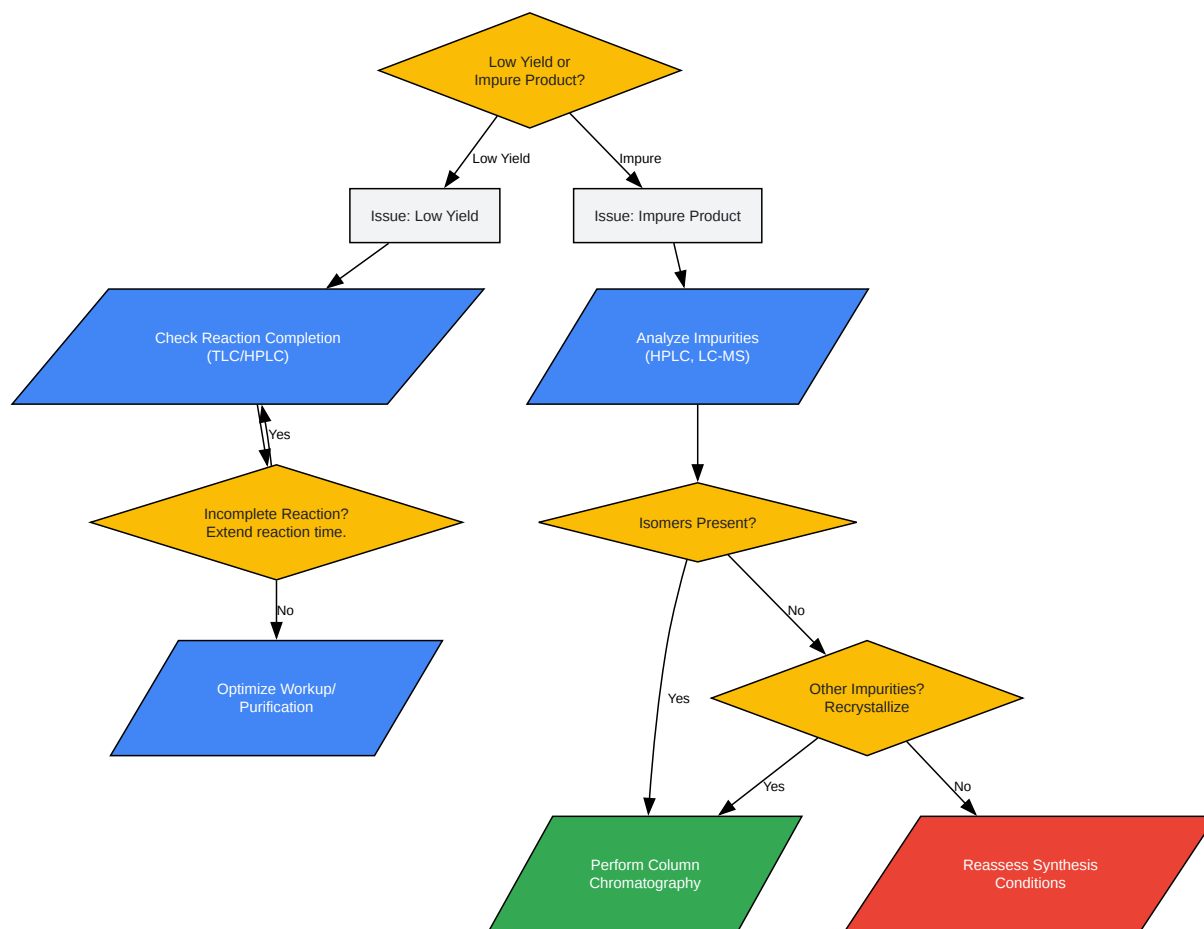 Low Yield or
Impure Product?
Low Yield
Impure
Issue: Low Yield
Issue: Impure Product
Check Reaction Completion
(TLC/HPLC)
Analyze Impurities
(HPLC, LC-MS)
Yes
Incomplete Reaction?
Extend reaction time.
Isomers Present?
No
No
Optimize Workup/
Purification
Yes
Other Impurities?
Recrystallize
Yes
No
Perform Column
Chromatography
Reassess Synthesis
Conditions